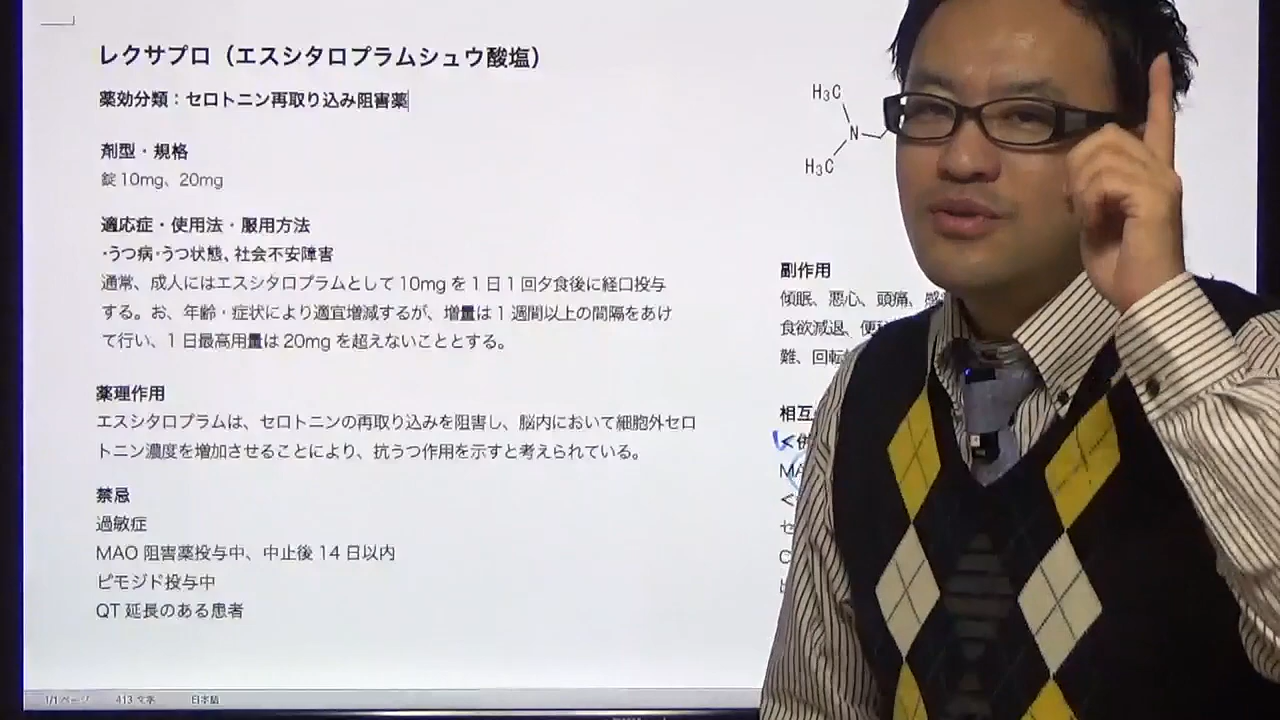 レクサプロ（エスシタロプラムシュウ酸塩）
薬効分類：セロトニン再取り込み阻害薬
剤型・規格
錠 10mg、20mg
適応症・使用法・服用方法
・うつ病・うつ状態、社会不安障害
通常、成人にはエスシタロプラムとして 10mg を 1 日 1 回夕食後に経口投与
する。お、年齢・症状により適宜増減するが、増量は 1 週間以上の間隔をあけ
て行い、1 日最高用量は 20mg を超えないこととする。
薬理作用
エスシタロプラムは、セロトニンの再取り込みを阻害し、脳内において細胞外セロ
トニン濃度を増加させることにより、抗うつ作用を示すと考えられている。
禁忌
過敏症
MAO 阻害薬投与中、中止後 14 日以内
ピモジド投与中
QT 延長のある患者
H₃C
N
H₃C
副作用
傾眠、悪心、頭痛、
食欲減退、
難、回転
相互
MA
1/1 ページ 413 文字 日本語